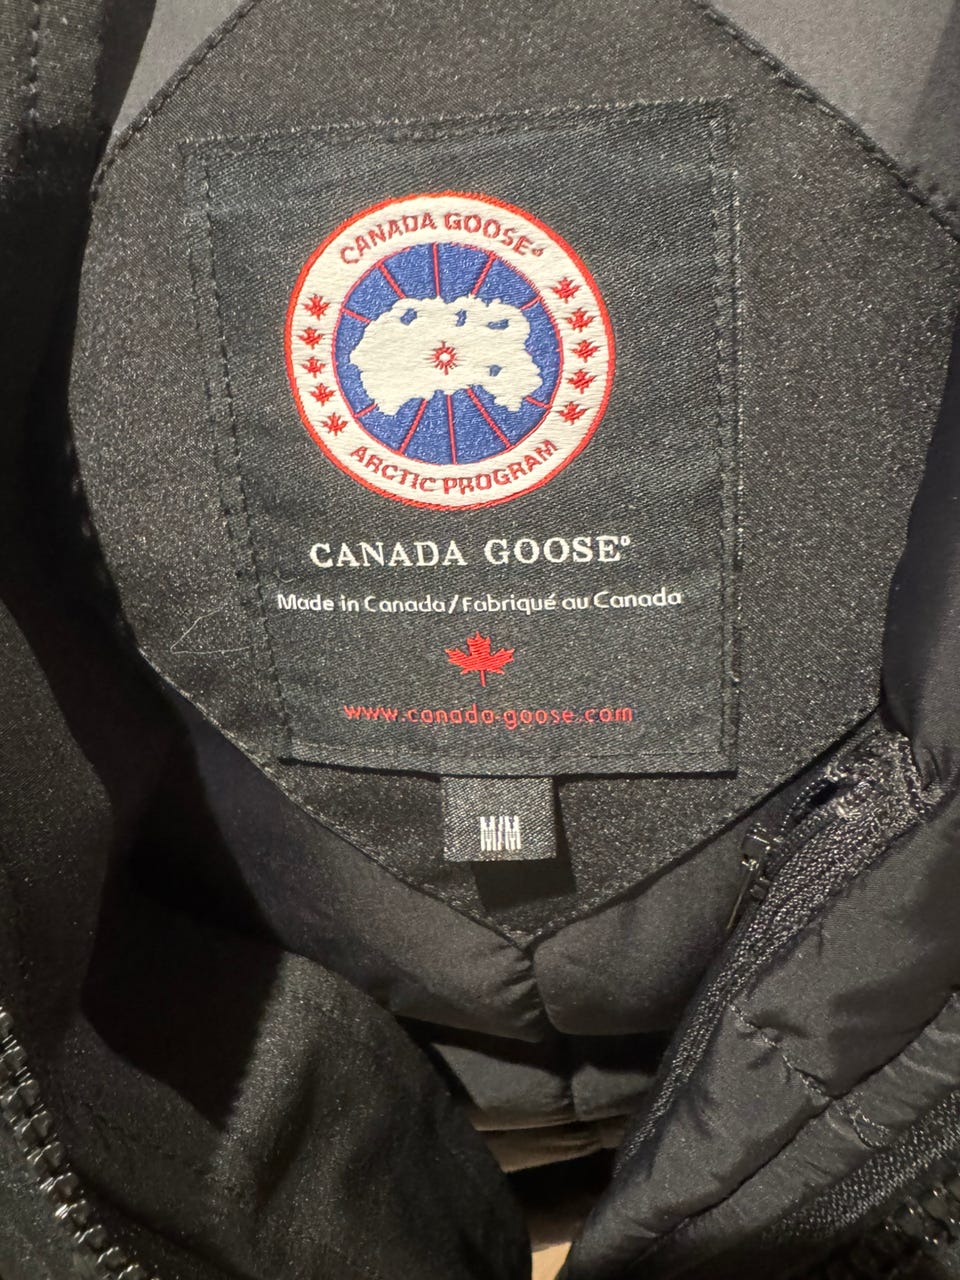 CANADA GOOSE®
ARCTIC PROGRAM
CANADA GOOSE®
Made in Canada/Fabriqué au Canada
www.canada-goose.com
M/M